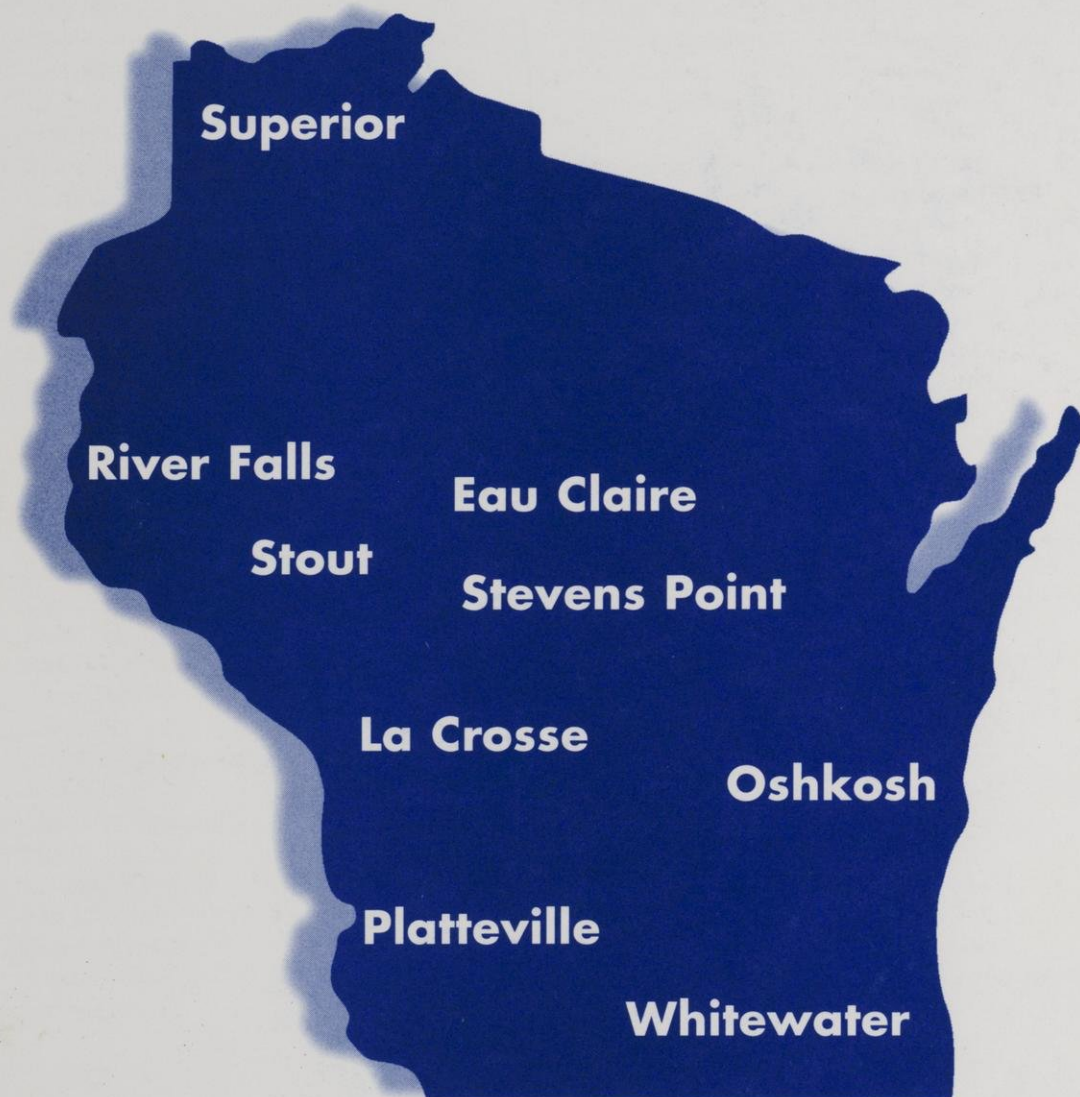 Superior
River Falls
Eau Claire
Stout
Stevens Point
La Crosse
Oshkosh
Platteville
Whitewater